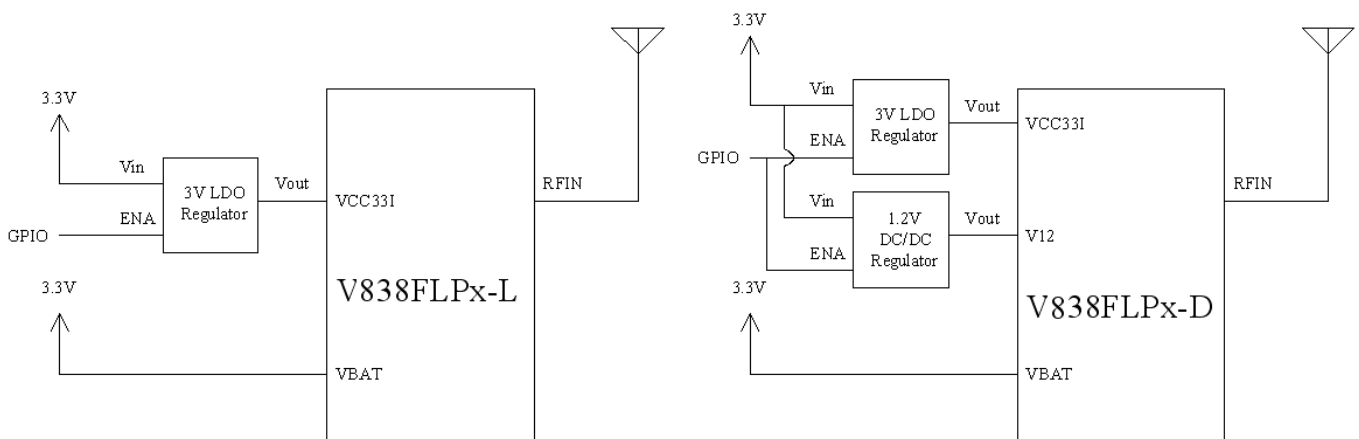 3.3V
Vin
3V LDO
Regulator
Vout
ENA
GPIO
VCC33I
RFIN
3.3V
V838FLPx-L
VBAT
3.3V
Vin
3V LDO
Regulator
Vout
ENA
GPIO
VCC33I
RFIN
Vin
1.2V
DC/DC
Regulator
Vout
ENA
V12
3.3V
V838FLPx-D
VBAT